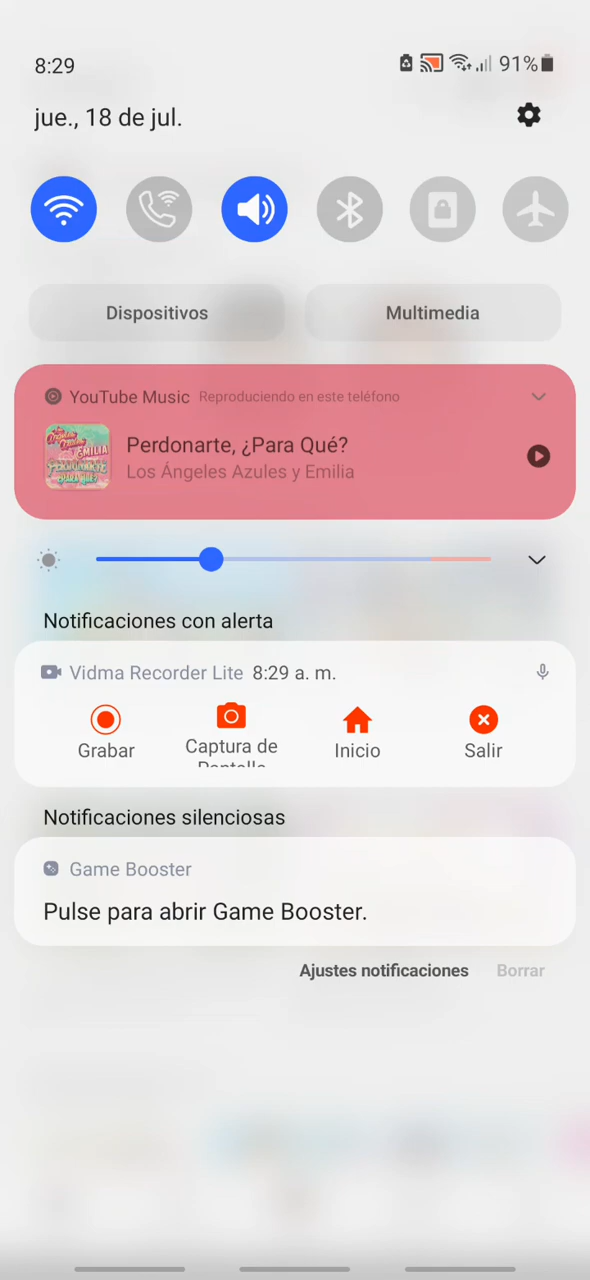 8:29
91%
jue., 18 de jul.
Dispositivos
Multimedia
YouTube Music Reproduciendo en este teléfono
Perdonarte, ¿Para Qué?
Los Ángeles Azules y Emilia
EMILIA
Notificaciones con alerta
Vidma Recorder Lite 8:29 a. m.
Grabar
Captura de
Pantalla
Inicio
Salir
Notificaciones silenciosas
Game Booster
Pulse para abrir Game Booster.
Ajustes notificaciones
Borrar